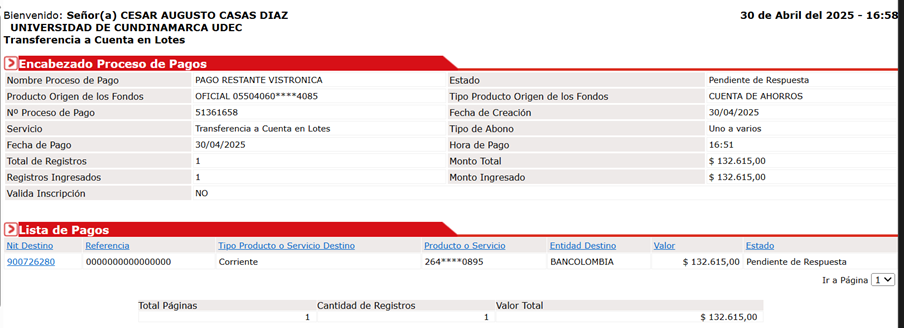 Bienvenido: Señor(a) CESAR AUGUSTO CASAS DIAZ 30 de Abril del 2025 - 16:58
UNIVERSIDAD DE CUNDINAMARCA UDEC
Transferencia a Cuenta en Lotes
Encabezado Proceso de Pagos
Nombre Proceso de Pago PAGO RESTANTE VISTRONICA Estado Pendiente de Respuesta
Producto Origen de los Fondos OFICIAL 05504060****4085 Tipo Producto Origen de los Fondos CUENTA DE AHORROS
Nº Proceso de Pago 51361658 Fecha de Creación 30/04/2025
Servicio Transferencia a Cuenta en Lotes Tipo de Abono Uno a varios
Fecha de Pago 30/04/2025 Hora de Pago 16:51
Total de Registros 1 Monto Total $ 132.615,00
Registros Ingresados 1 Monto Ingresado $ 132.615,00
Valida Inscripción NO
Lista de Pagos
Nit Destino Referencia Tipo Producto o Servicio Destino Producto o Servicio Entidad Destino Valor Estado
900726280 0000000000000000 Corriente 264****0895 BANCOLOMBIA $ 132.615,00 Pendiente de Respuesta
Ir a Página 1
Total Páginas Cantidad de Registros Valor Total
1 1 $ 132.615,00